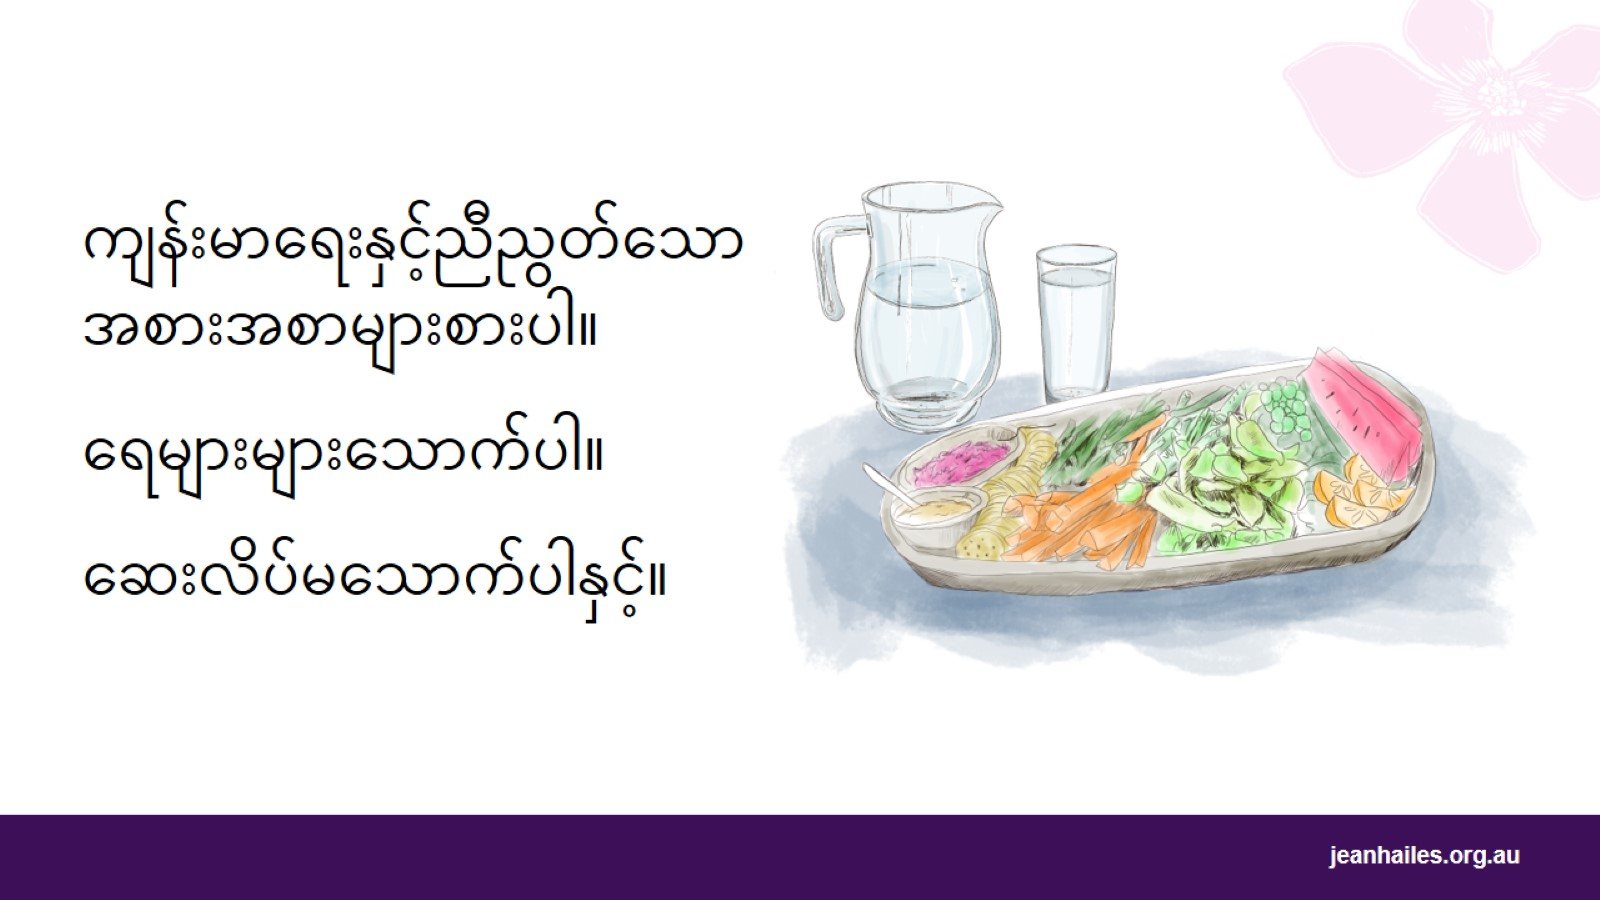 ကျန်းမာရေးနှင့်ညီညွတ်သော
အစားအစာများစားပါ။
ရေများများသောက်ပါ။
ဆေးလိပ်မသောက်ပါနှင့်။
jeanhailes.org.au